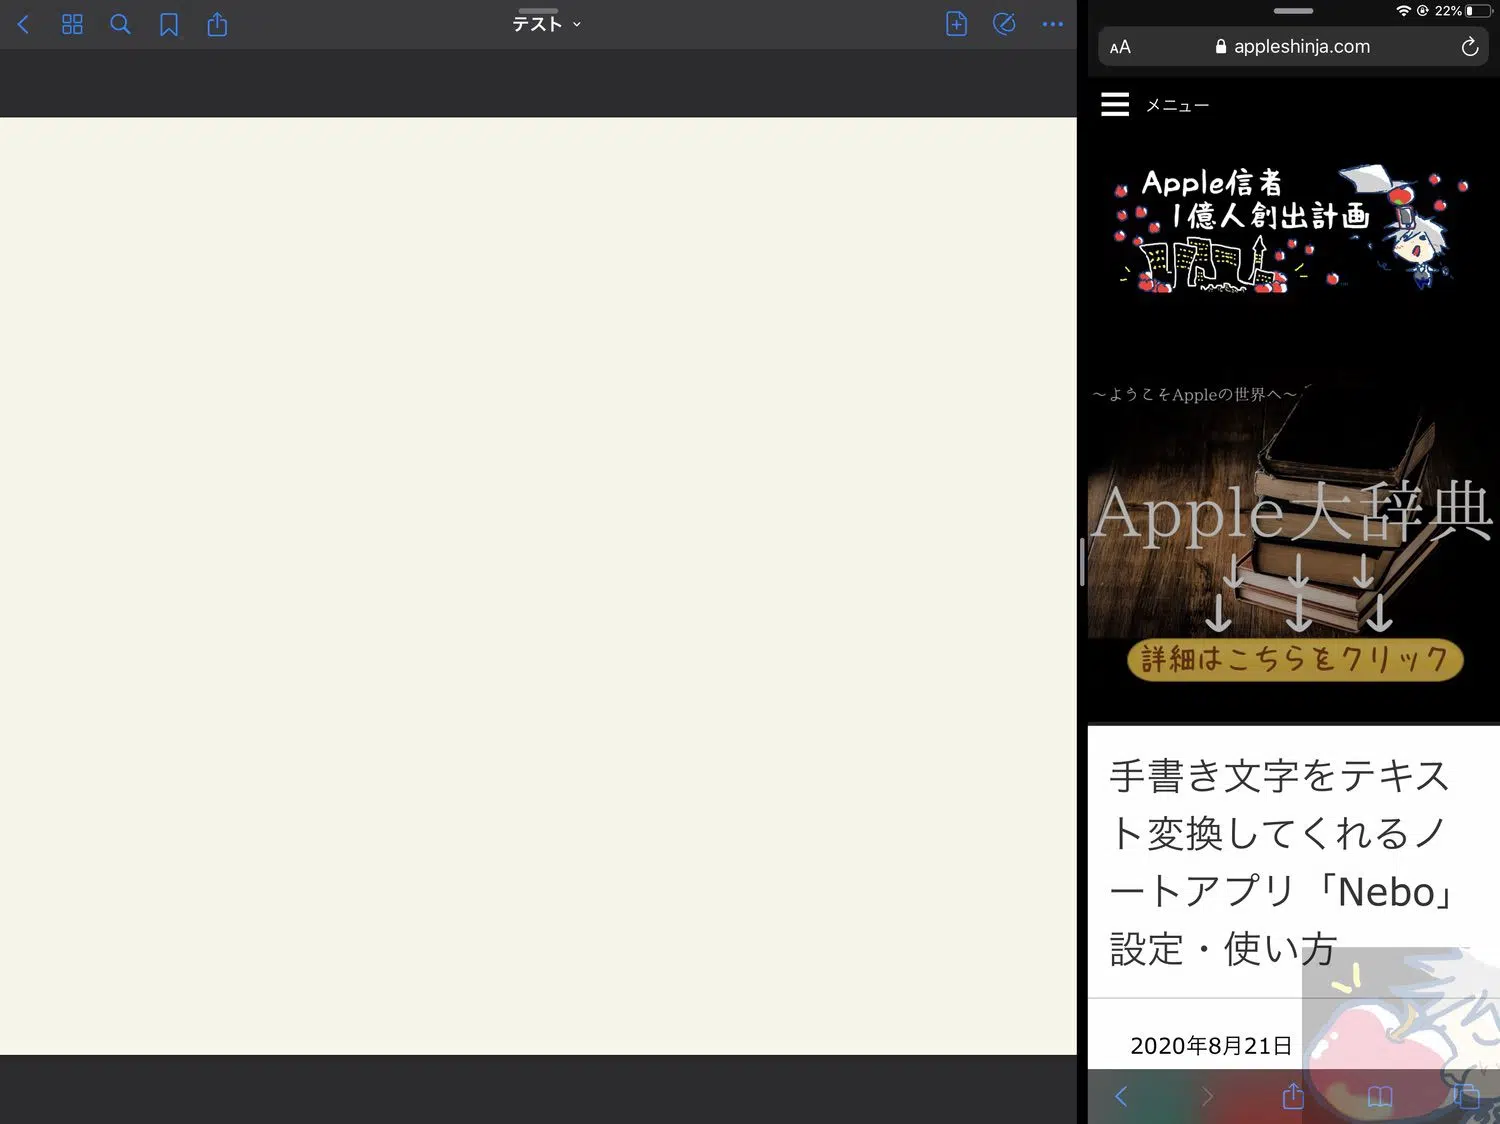 テスト
22%
AA
appleshinja.com
メニュー
Apple信者
1億人創出計画
〜ようこそAppleの世界へ〜
Apple大辞典
詳細はこちらをクリック
手書き文字をテキス
ト変換してくれるノ
ートアプリ「Nebo」
設定・使い方
2020年8月21日